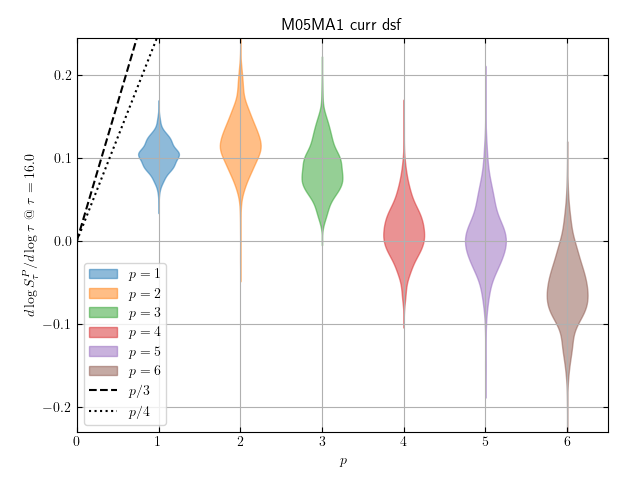 M05MA1 curr dsf
d log S_τ^P / d log τ @ τ = 16.0
0.2
0.1
0.0
−0.1
−0.2
p = 1
p = 2
p = 3
p = 4
p = 5
p = 6
p/3
p/4
0 1 2 3 4 5 6
p